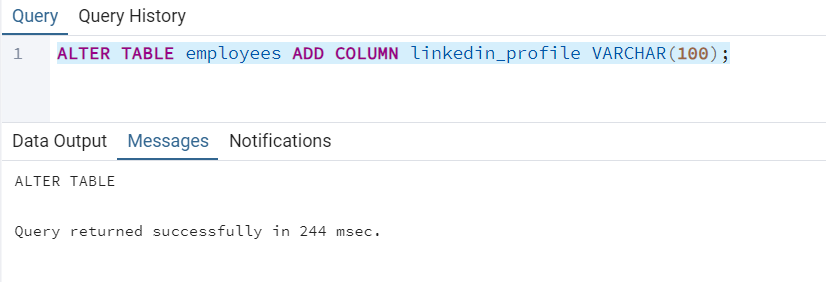 Query Query History
1 ALTER TABLE employees ADD COLUMN linkedin_profile VARCHAR(100);
Data Output Messages Notifications
ALTER TABLE
Query returned successfully in 244 msec.